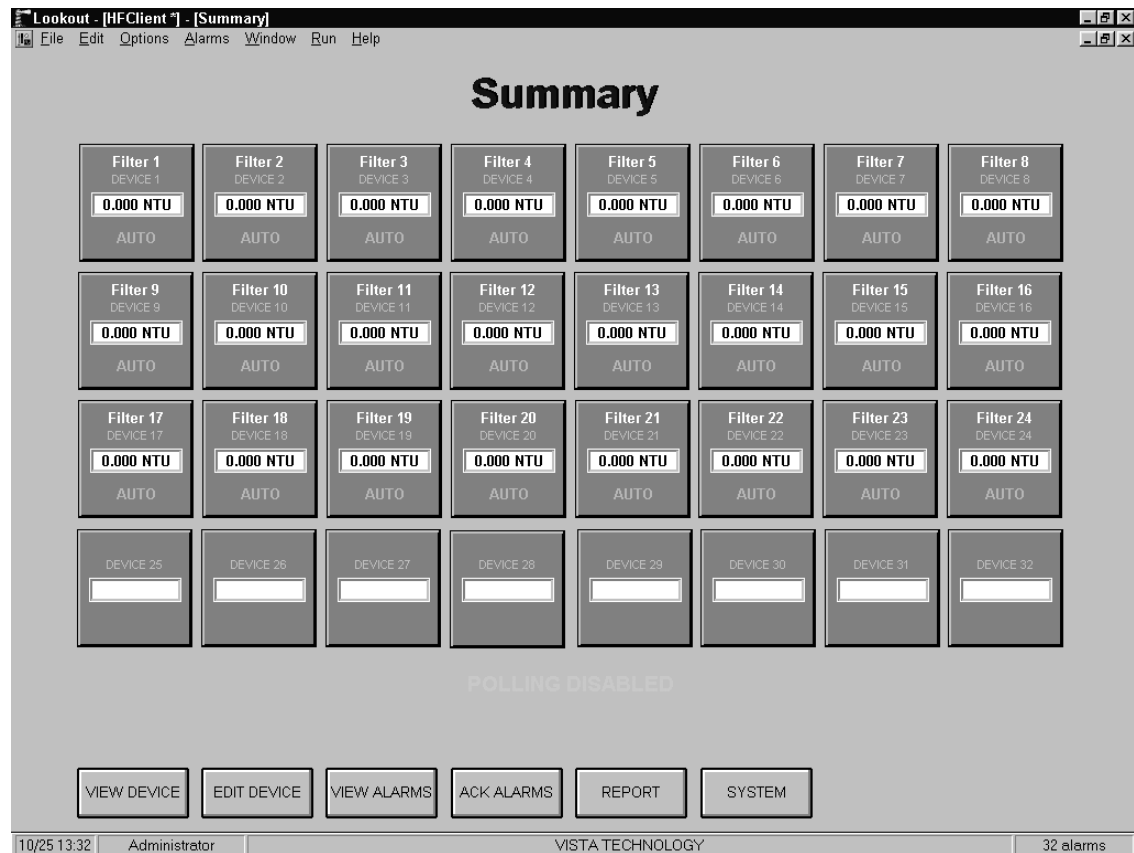 Lookout - [HFClient *] - [Summary]
File Edit Options Alarms Window Run Help
Summary
Filter 1 Filter 2 Filter 3 Filter 4 Filter 5 Filter 6 Filter 7 Filter 8
DEVICE 1 DEVICE 2 DEVICE 3 DEVICE 4 DEVICE 5 DEVICE 6 DEVICE 7 DEVICE 8
0.000 NTU 0.000 NTU 0.000 NTU 0.000 NTU 0.000 NTU 0.000 NTU 0.000 NTU 0.000 NTU
AUTO AUTO AUTO AUTO AUTO AUTO AUTO AUTO
Filter 9 Filter 10 Filter 11 Filter 12 Filter 13 Filter 14 Filter 15 Filter 16
DEVICE 9 DEVICE 10 DEVICE 11 DEVICE 12 DEVICE 13 DEVICE 14 DEVICE 15 DEVICE 16
0.000 NTU 0.000 NTU 0.000 NTU 0.000 NTU 0.000 NTU 0.000 NTU 0.000 NTU 0.000 NTU
AUTO AUTO AUTO AUTO AUTO AUTO AUTO AUTO
Filter 17 Filter 18 Filter 19 Filter 20 Filter 21 Filter 22 Filter 23 Filter 24
DEVICE 17 DEVICE 18 DEVICE 19 DEVICE 20 DEVICE 21 DEVICE 22 DEVICE 23 DEVICE 24
0.000 NTU 0.000 NTU 0.000 NTU 0.000 NTU 0.000 NTU 0.000 NTU 0.000 NTU 0.000 NTU
AUTO AUTO AUTO AUTO AUTO AUTO AUTO AUTO
DEVICE 25 DEVICE 26 DEVICE 27 DEVICE 28 DEVICE 29 DEVICE 30 DEVICE 31 DEVICE 32
POLLING DISABLED
VIEW DEVICE EDIT DEVICE VIEW ALARMS ACK ALARMS REPORT SYSTEM
10/25 13:32 Administrator VISTA TECHNOLOGY 32 alarms